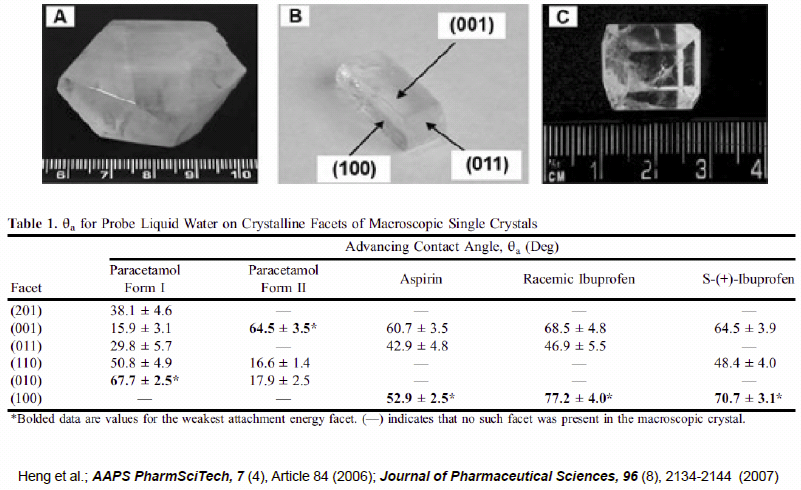 A
B
C
(001)
(100)
(011)
6 7 8 9 10
CM 1 2 3 4
Table 1. θa for Probe Liquid Water on Crystalline Facets of Macroscopic Single Crystals
Advancing Contact Angle, θa (Deg)
Facet Paracetamol Form I Paracetamol Form II Aspirin Racemic Ibuprofen S-(+)-Ibuprofen
(201) 38.1 ± 4.6 — — — —
(001) 15.9 ± 3.1 64.5 ± 3.5* 60.7 ± 3.5 68.5 ± 4.8 64.5 ± 3.9
(011) 29.8 ± 5.7 — 42.9 ± 4.8 46.9 ± 5.5
(110) 50.8 ± 4.9 16.6 ± 1.4 — — 48.4 ± 4.0
(010) 67.7 ± 2.5* 17.9 ± 2.5 — — —
(100) — — 52.9 ± 2.5* 77.2 ± 4.0* 70.7 ± 3.1*
*Bolded data are values for the weakest attachment energy facet. (—) indicates that no such facet was present in the macroscopic crystal.
Heng et al.; AAPS PharmSciTech, 7 (4), Article 84 (2006); Journal of Pharmaceutical Sciences, 96 (8), 2134-2144 (2007)